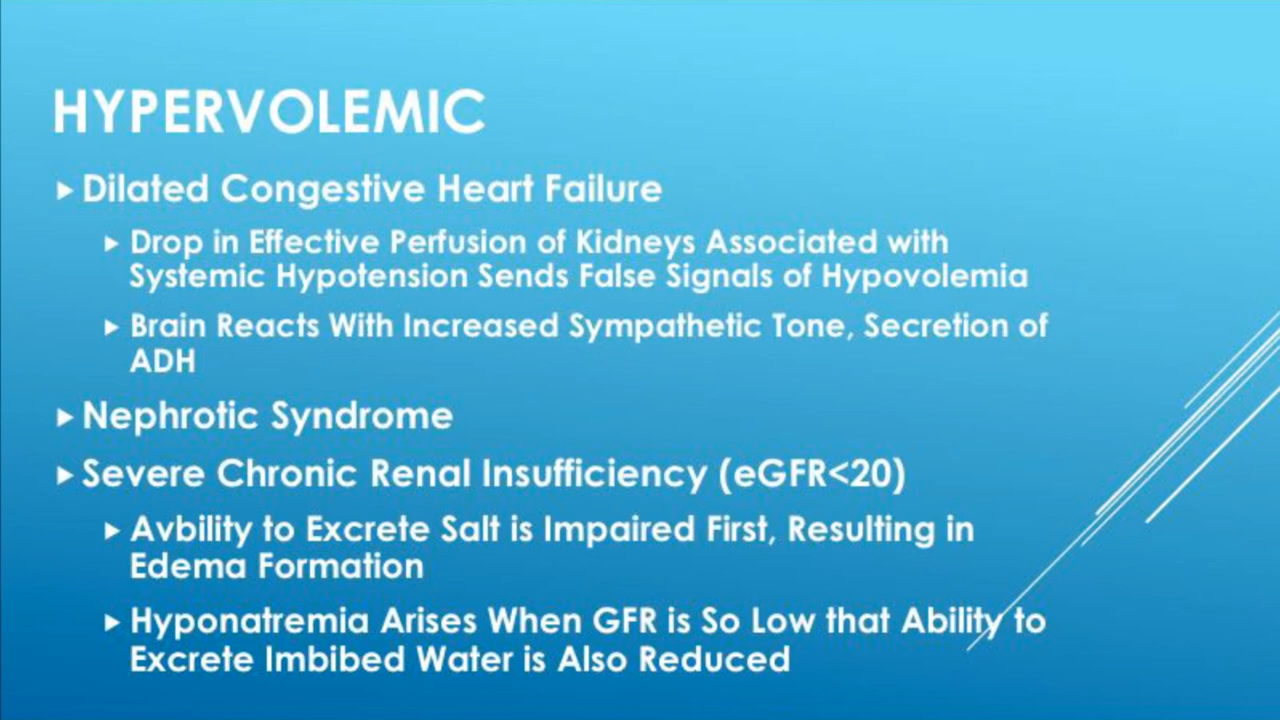 HYPERVOLEMIC
Dilated Congestive Heart Failure
Drop in Effective Perfusion of Kidneys Associated with
Systemic Hypotension Sends False Signals of Hypovolemia
Brain Reacts With Increased Sympathetic Tone, Secretion of
ADH
Nephrotic Syndrome
Severe Chronic Renal Insufficiency (eGFR<20)
Avbility to Excrete Salt is Impaired First, Resulting in
Edema Formation
Hyponatremia Arises When GFR is So Low that Ability to
Excrete Imbibed Water is Also Reduced